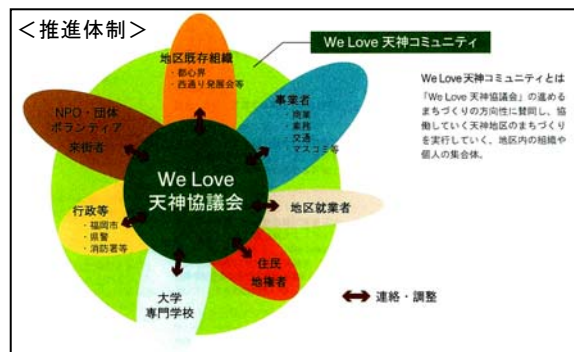 ＜推進体制＞
We Love 天神コミュニティ
地区既存組織
・都心界
・西通り発展会等
事業者
・商業
・業務
・交通
・マスコミ等
NPO・団体
ボランティア
来街者
We Love
天神協議会
地区就業者
行政等
・福岡市
・県警
・消防署等
住民
地権者
大学
専門学校
連絡・調整
We Love 天神コミュニティとは
「We Love 天神協議会」の進める
まちづくりの方向性に賛同し、協
働していく天神地区のまちづくり
を実行していく、地区内の組織や
個人の集合体。